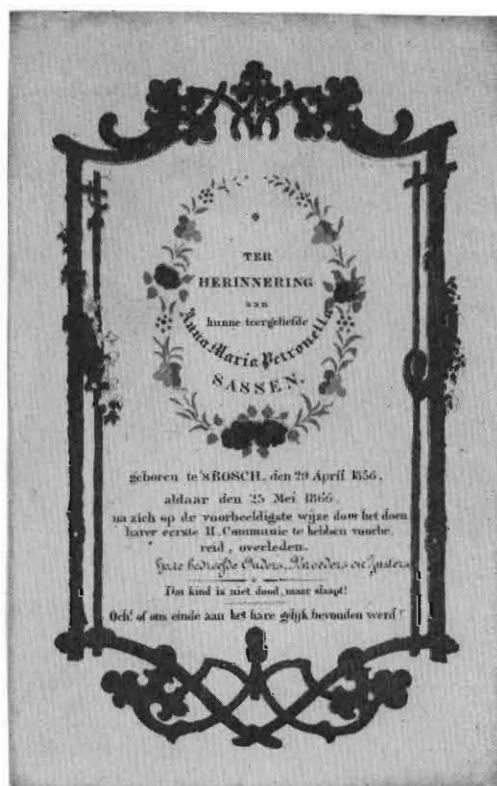 TER
HERINNERING
aan
hunne teergeliefde
Anna Maria Petronella
SASSEN.
geboren te 'sBOSCH, den 29 April 1856,
aldaar den 25 Mei 1866,
na zich op de voorbeeldigste wijze door het doen
harer eerste H. Communie te hebben voorbe-
reid, overleden.
Hare bedroefde Ouders, Broeders en Zusters
Dat kind is niet dood, maar slaapt!
Och! of ons einde aan het hare gelijk bevonden werd!